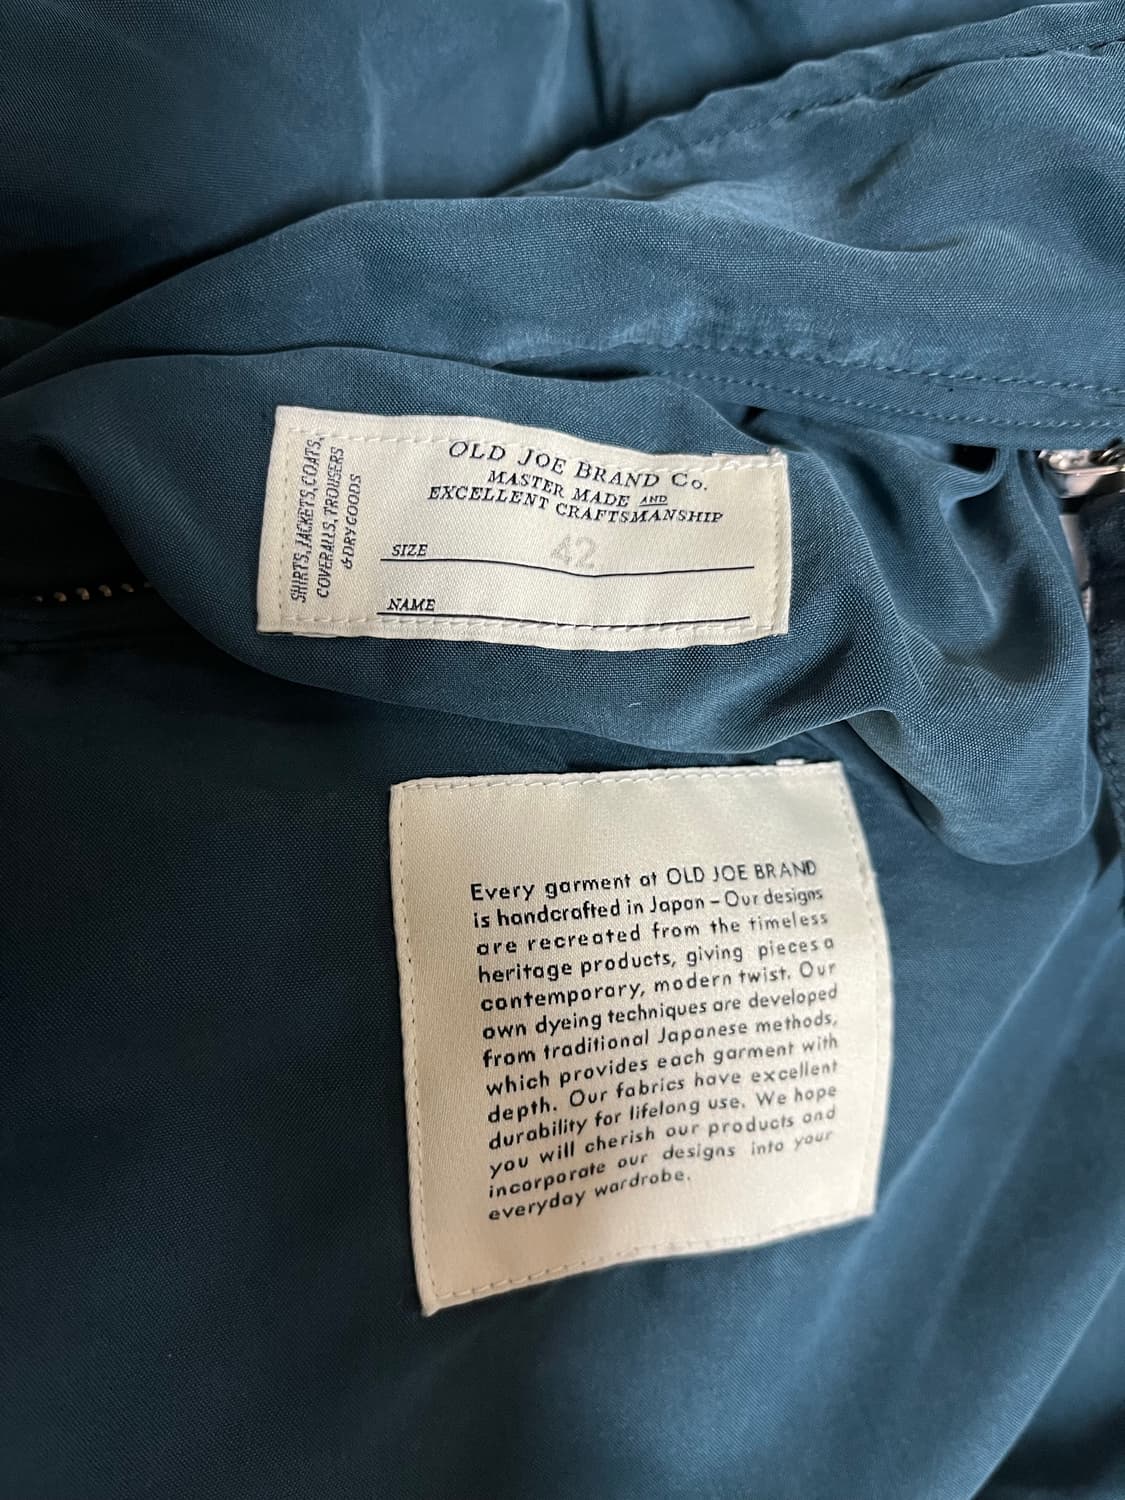 SHIRTS, JACKETS, COATS,
COVERALLS, TROUSERS
& DRY GOODS
OLD JOE BRAND Co.
MASTER MADE AND
EXCELLENT CRAFTSMANSHIP
SIZE 42
NAME
Every garment at OLD JOE BRAND
is handcrafted in Japan – Our designs
are recreated from the timeless
heritage products, giving pieces a
contemporary, modern twist. Our
own dyeing techniques are developed
from traditional Japanese methods,
which provides each garment with
depth. Our fabrics have excellent
durability for lifelong use. We hope
you will cherish our products and
incorporate our designs into your
everyday wardrobe.